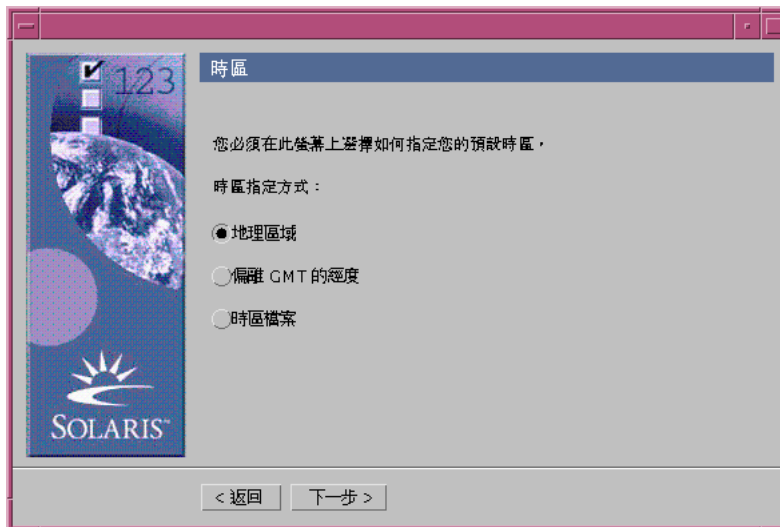 123
時區
您必須在此螢幕上選擇如何指定您的預設時區。
時區指定方式：
地理區域
偏離 GMT 的經度
時區檔案
SOLARIS™
< 返回
下一步 >